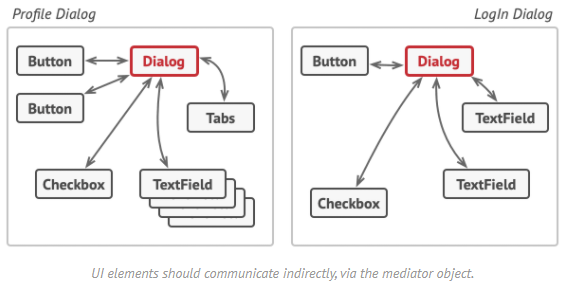 Profile Dialog
LogIn Dialog
Button
Dialog
Button
Tabs
Checkbox
TextField
Button
Dialog
TextField
TextField
Checkbox
UI elements should communicate indirectly, via the mediator object.